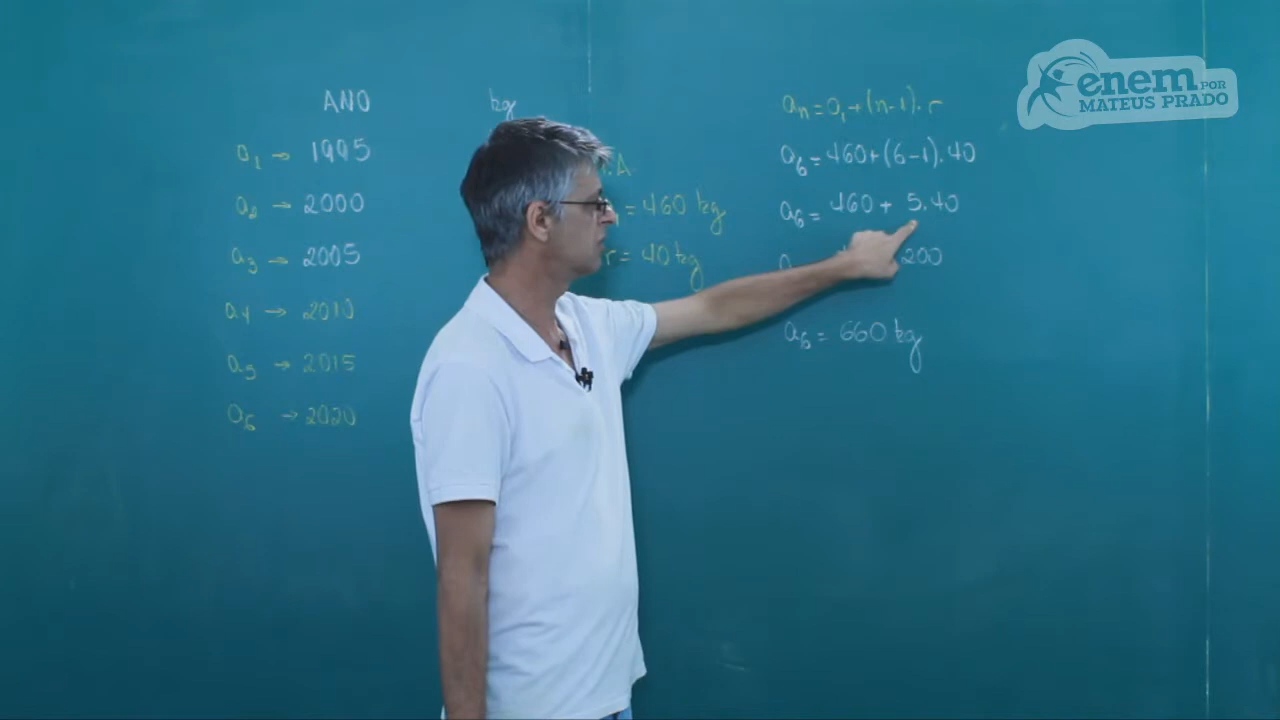 ANO kg
a₁ → 1995
a₂ → 2000
a₃ → 2005
a₄ → 2010
a₅ → 2015
a₆ → 2020
.A
= 460 kg
r = 40 kg
aₙ = a₁ + (n-1). r
a₆ = 460 + (6-1). 40
a₆ = 460 + 5. 40
200
a₆ = 660 kg
enem POR
MATEUS PRADO